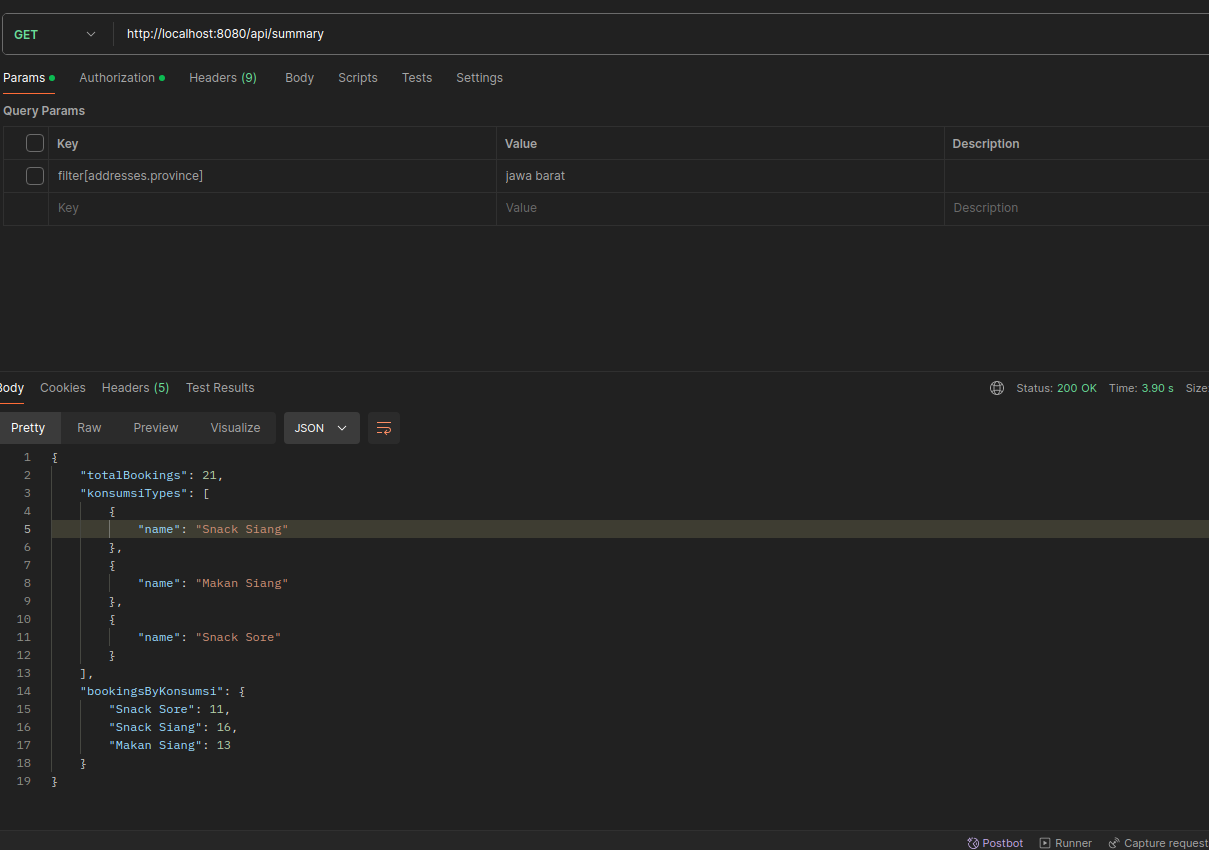 GET http://localhost:8080/api/summary
Params Authorization Headers (9) Body Scripts Tests Settings
Query Params
Key Value Description
filter[addresses.province] jawa barat
Key Value Description
Body Cookies Headers (5) Test Results Status: 200 OK Time: 3.90 s Size:
Pretty Raw Preview Visualize JSON
1 {
2 "totalBookings": 21,
3 "konsumsiTypes": [
4 {
5 "name": "Snack Siang"
6 },
7 {
8 "name": "Makan Siang"
9 },
10 {
11 "name": "Snack Sore"
12 }
13 ],
14 "bookingsByKonsumsi": {
15 "Snack Sore": 11,
16 "Snack Siang": 16,
17 "Makan Siang": 13
18 }
19 }
Postbot Runner Capture request